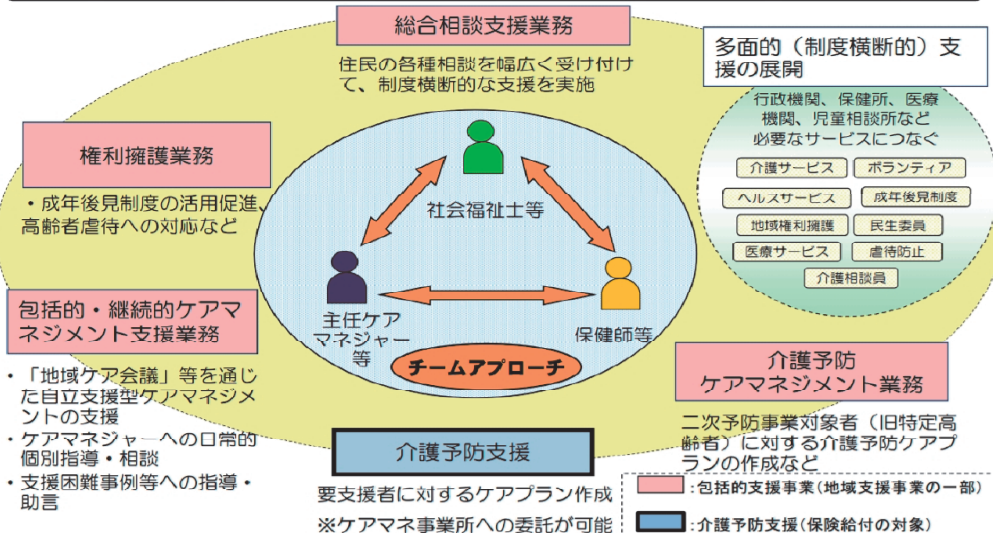 総合相談支援業務
住民の各種相談を幅広く受け付け
て、制度横断的な支援を実施
多面的（制度横断的）支
援の展開
行政機関、保健所、医療
機関、児童相談所など
必要なサービスにつなぐ
介護サービス
ボランティア
ヘルスサービス
成年後見制度
地域権利擁護
民生委員
医療サービス
虐待防止
介護相談員
権利擁護業務
・成年後見制度の活用促進、
高齢者虐待への対応など
社会福祉士等
主任ケア
マネジャー
等
保健師等
チームアプローチ
包括的・継続的ケアマ
ネジメント支援業務
・「地域ケア会議」等を通じ
た自立支援型ケアマネジメ
ントの支援
・ケアマネジャーへの日常的
個別指導・相談
・支援困難事例等への指導・
助言
介護予防
ケアマネジメント業務
二次予防事業対象者（旧特定高
齢者）に対する介護予防ケアプ
ランの作成など
介護予防支援
要支援者に対するケアプラン作成
※ケアマネ事業所への委託が可能
:包括的支援事業(地域支援事業の一部)
:介護予防支援(保険給付の対象)